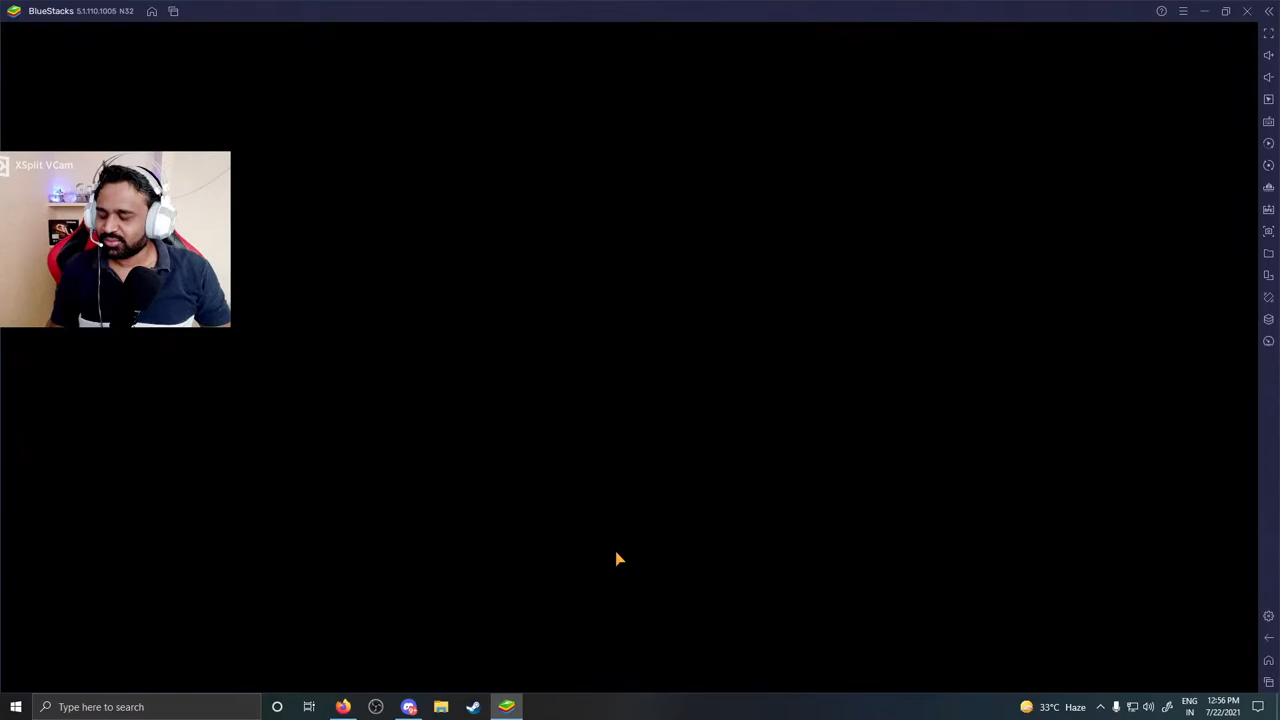 BlueStacks 5.1.110.1005 N32
XSplit VCam
Type here to search
33°C Haze
ENG
IN
12:56 PM
7/22/2021